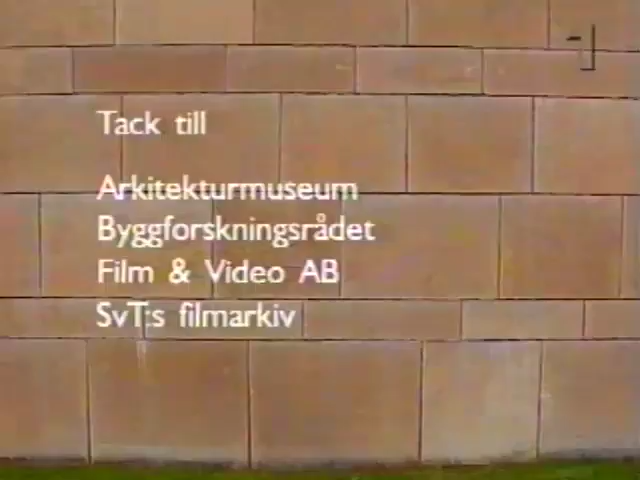 Tack till
Arkitekturmuseum
Byggforskningsrådet
Film & Video AB
SvT:s filmarkiv